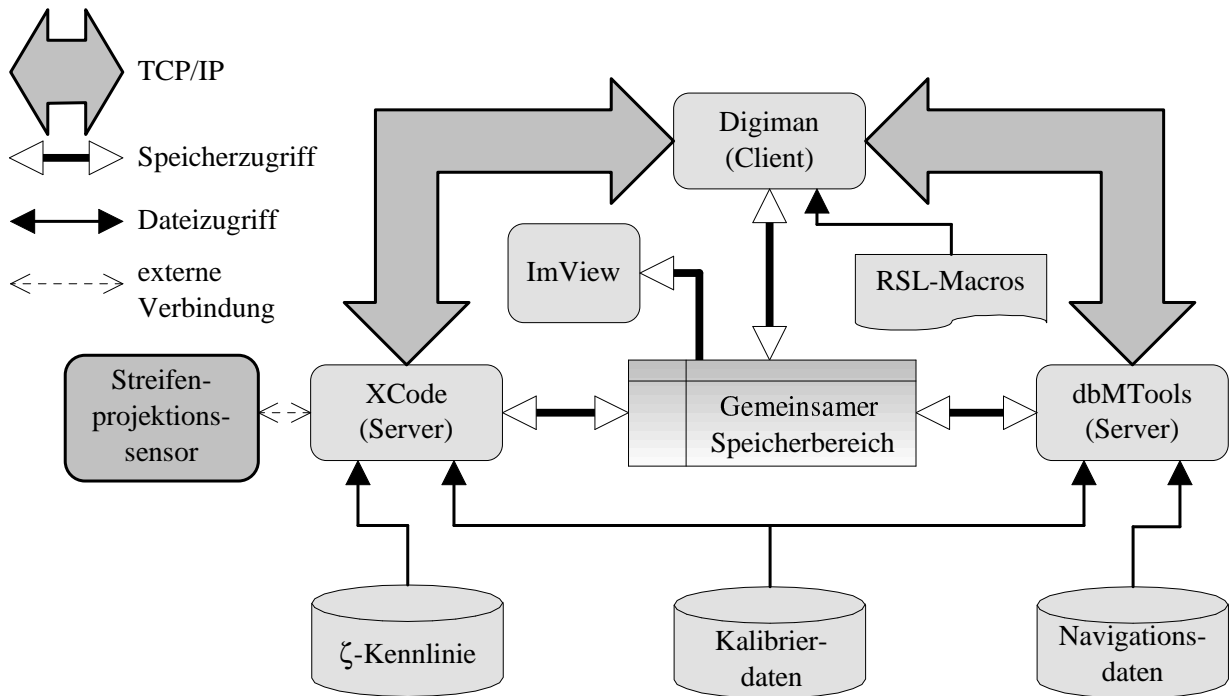 TCP/IP
Speicherzugriff
Dateizugriff
externe
Verbindung
Digiman
(Client)
ImView
RSL-Macros
Streifen-
projektions-
sensor
XCode
(Server)
Gemeinsamer
Speicherbereich
dbMTools
(Server)
ζ-Kennlinie
Kalibrier-
daten
Navigations-
daten